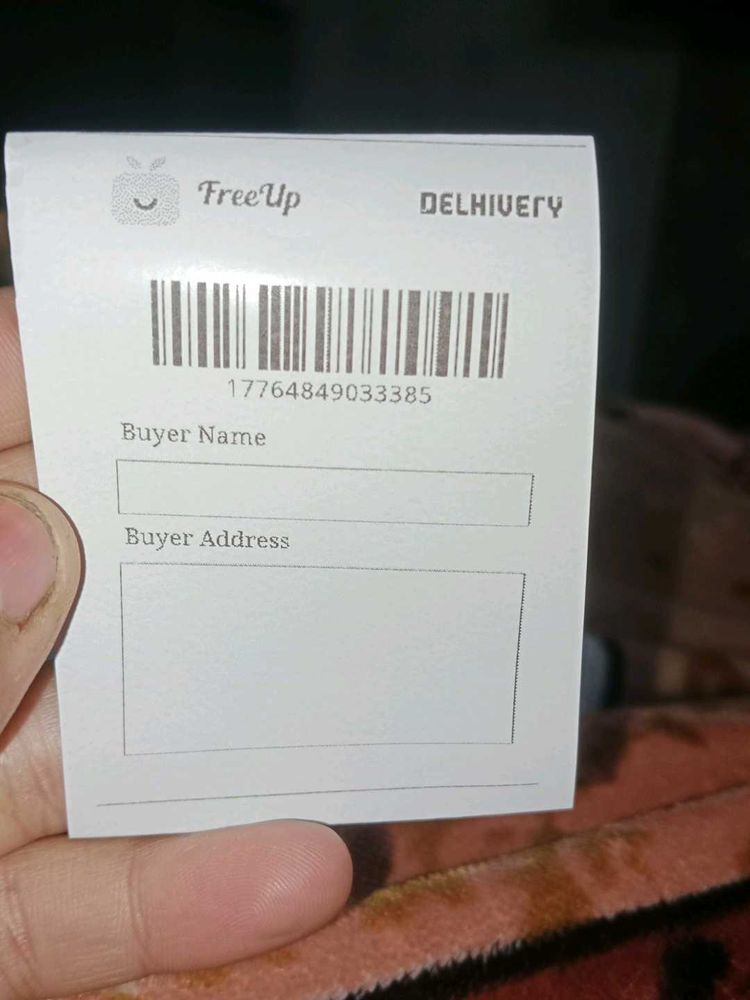 FreeUp DELHIVERY
17764849033385
Buyer Name
Buyer Address